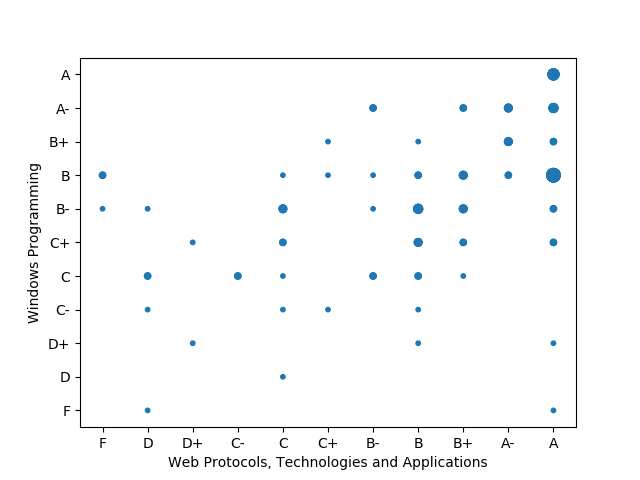 A
A-
B+
B
B-
C+
C
C-
D+
D
F
Windows Programming
F D D+ C- C C+ B- B B+ A- A
Web Protocols, Technologies and Applications